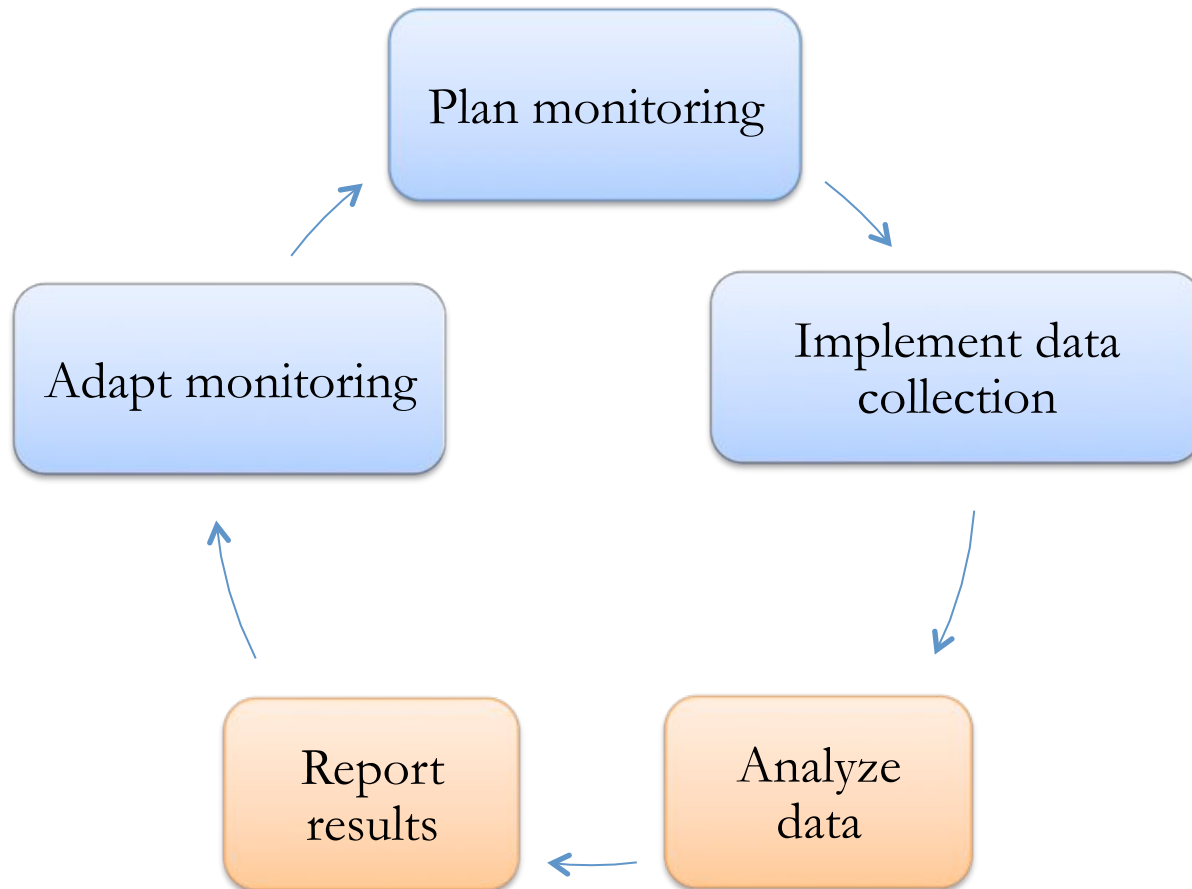 Plan monitoring
Implement data
collection
Analyze
data
Report
results
Adapt monitoring